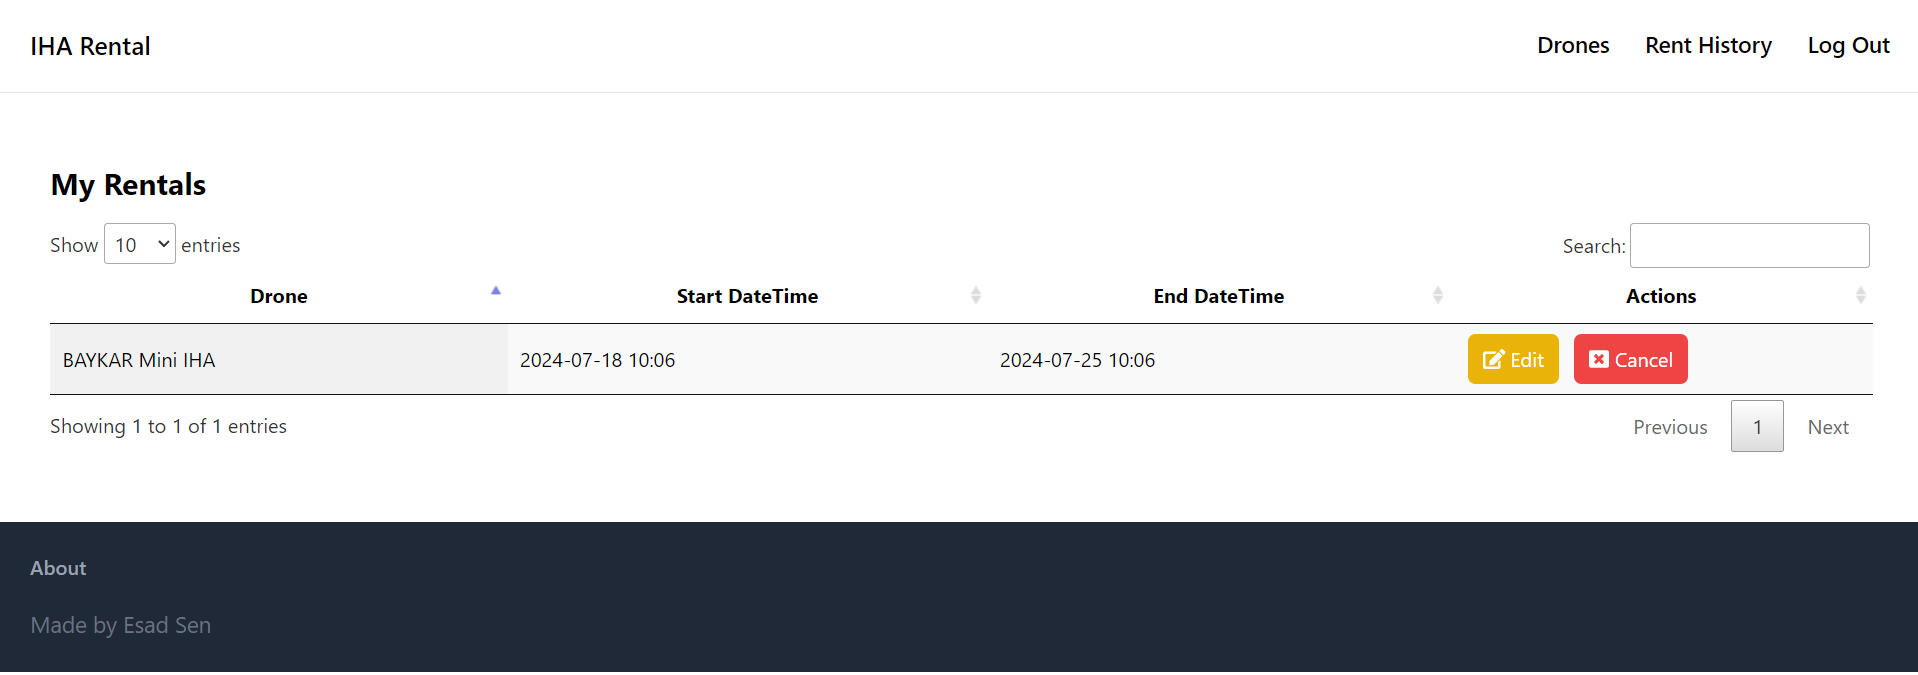 IHA Rental Drones Rent History Log Out
My Rentals
Show 10 entries Search:
Drone Start DateTime End DateTime Actions
BAYKAR Mini IHA 2024-07-18 10:06 2024-07-25 10:06 Edit Cancel
Showing 1 to 1 of 1 entries Previous 1 Next
About
Made by Esad Sen